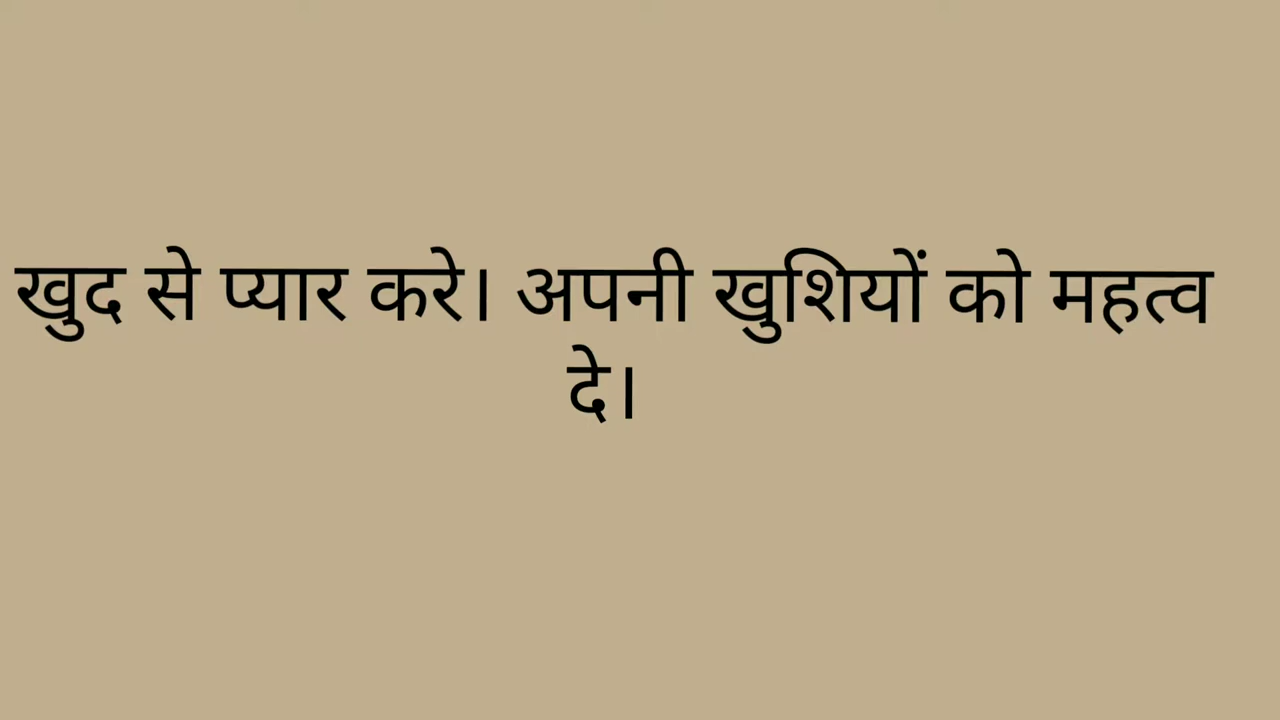 खुद से प्यार करे। अपनी खुशियों को महत्व
दे।